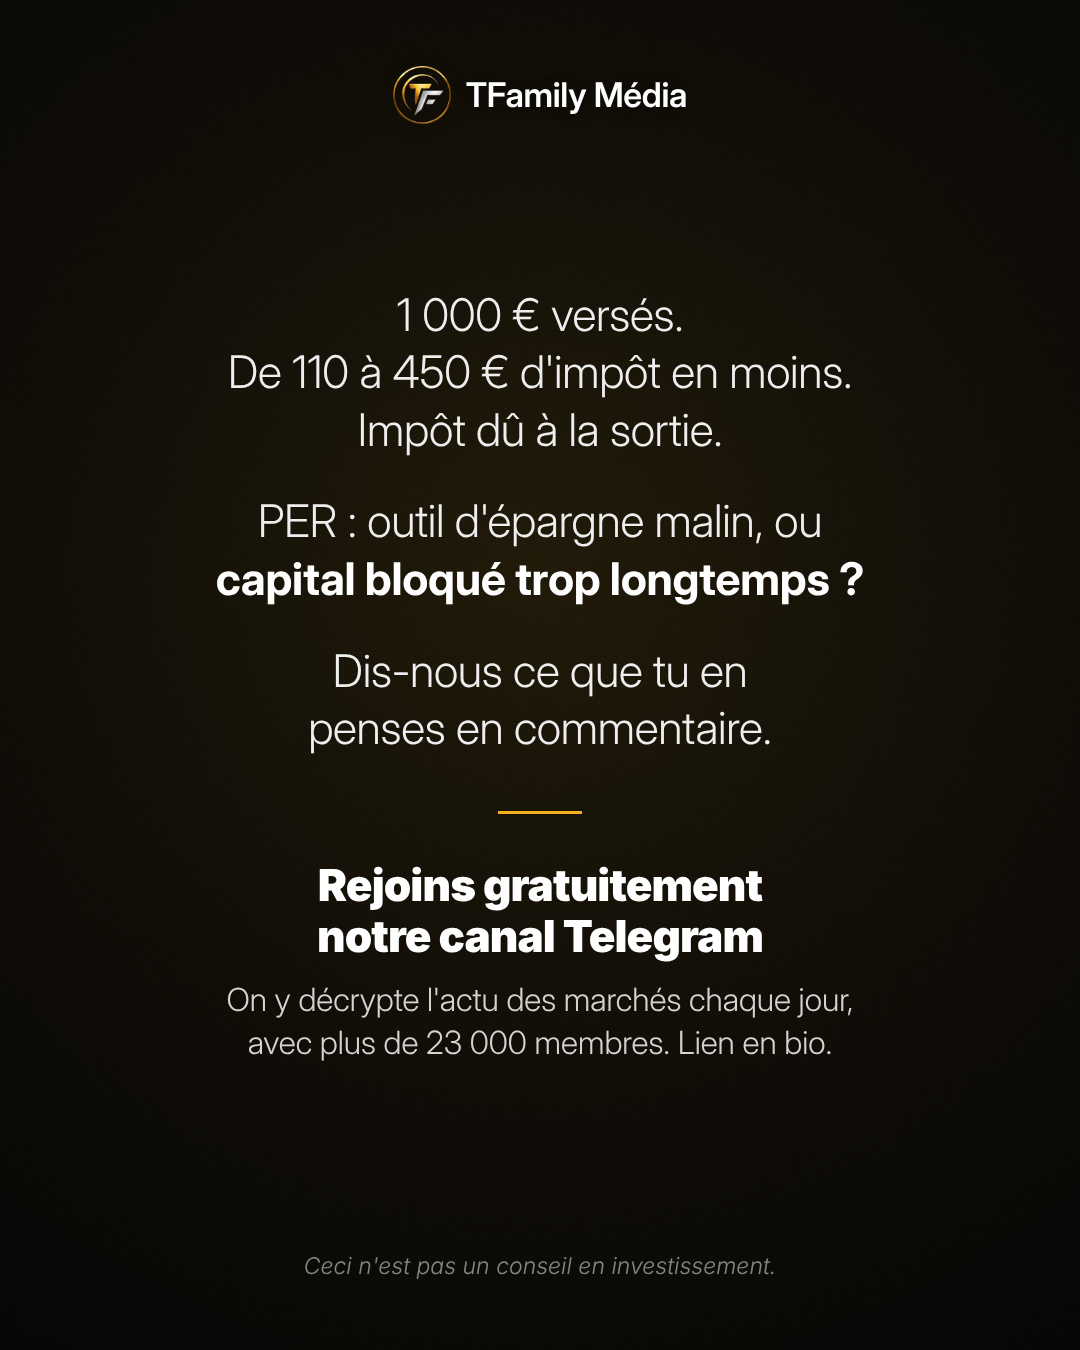 TF TFamily Média
1 000 € versés.
De 110 à 450 € d'impôt en moins.
Impôt dû à la sortie.
PER : outil d'épargne malin, ou
capital bloqué trop longtemps ?
Dis-nous ce que tu en
penses en commentaire.
Rejoins gratuitement
notre canal Telegram
On y décrypte l'actu des marchés chaque jour,
avec plus de 23 000 membres. Lien en bio.
Ceci n'est pas un conseil en investissement.